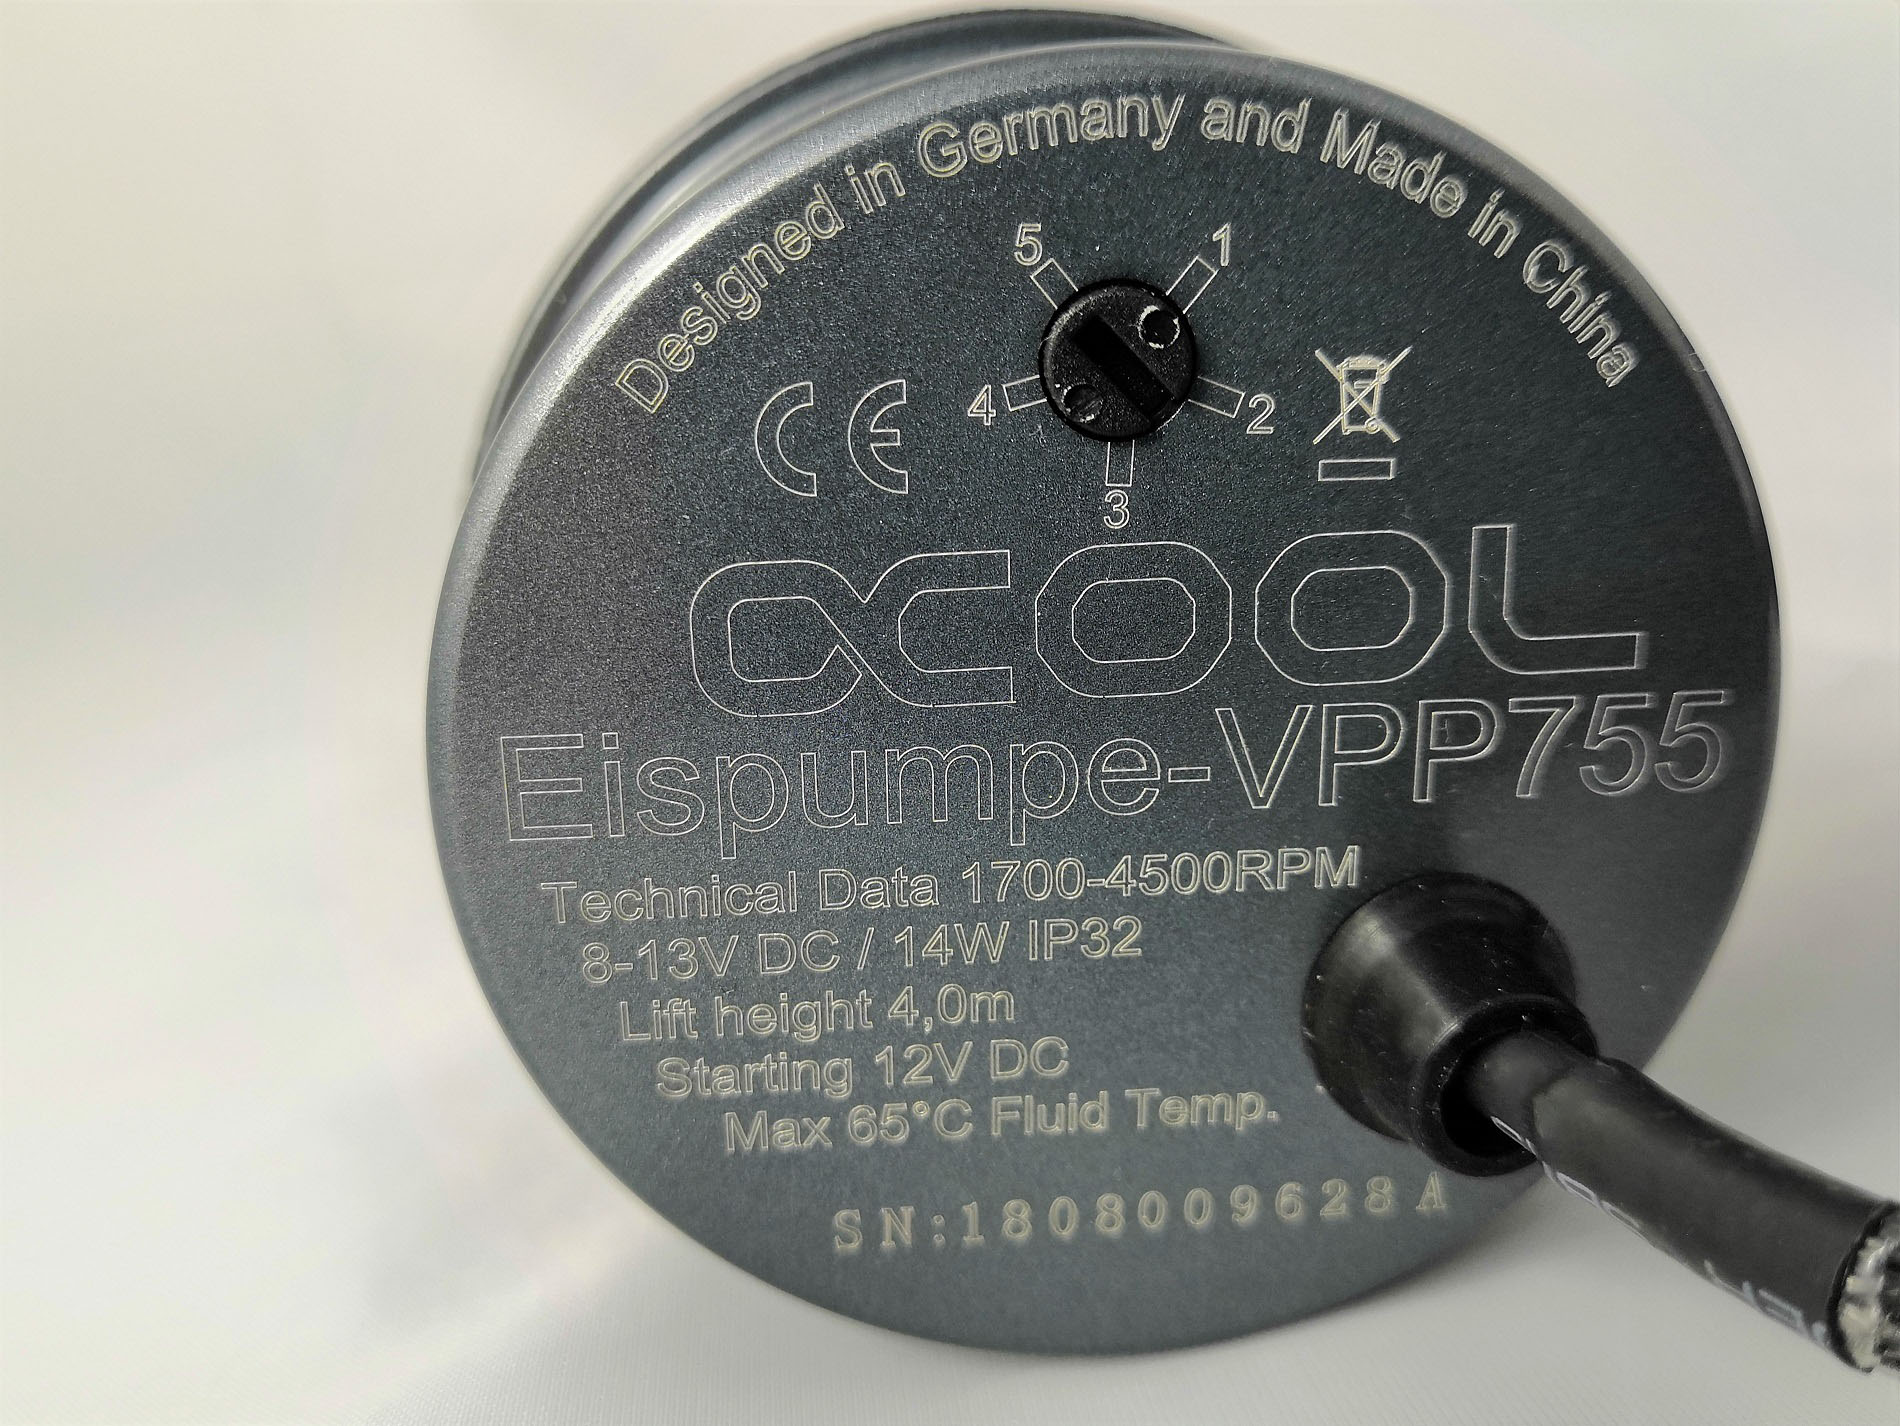 Designed in Germany and Made in China
5 1
4 2
3
CE
αCOOL
Eispumpe-VPP755
Technical Data 1700-4500RPM
8-13V DC / 14W IP32
Lift height 4,0m
Starting 12V DC
Max 65°C Fluid Temp.
SN:1808009628A